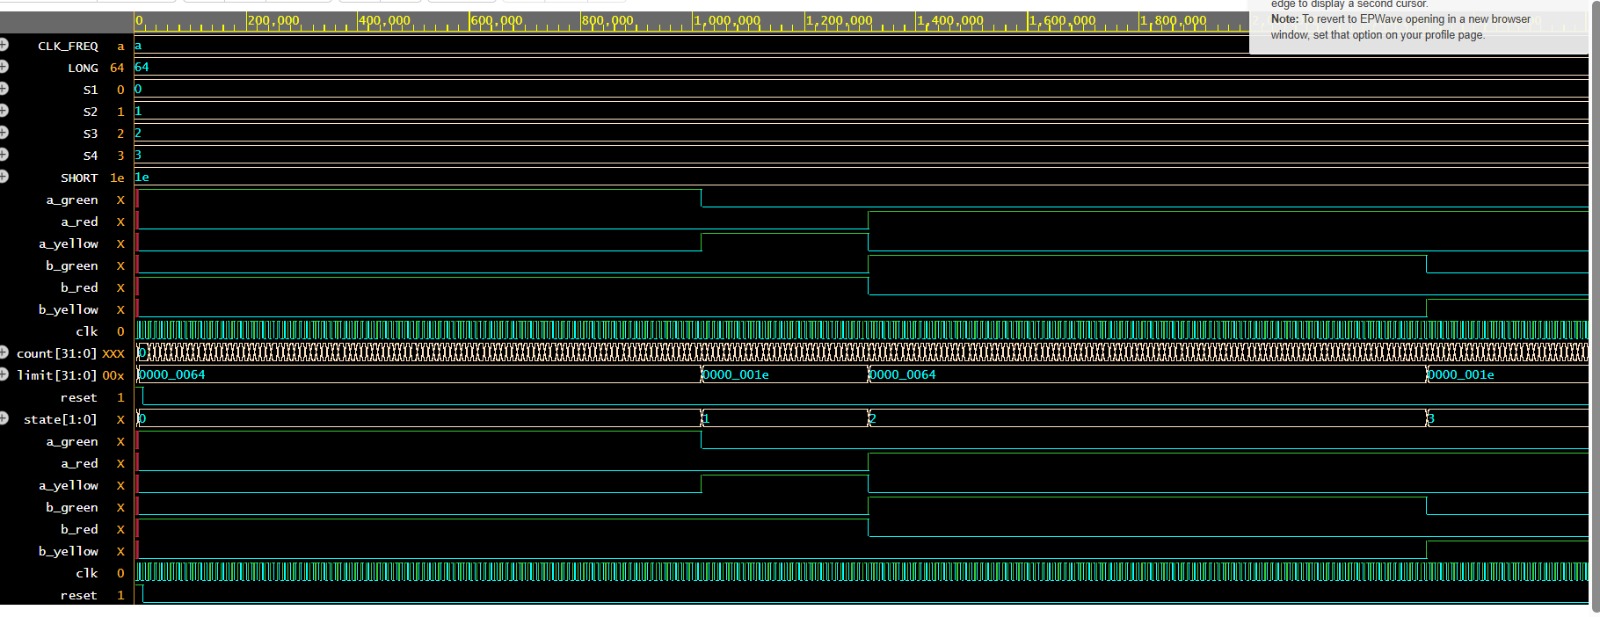 edge to display a second cursor.
Note: To revert to EPWave opening in a new browser
window, set that option on your profile page.
0 200,000 400,000 600,000 800,000 1,000,000 1,200,000 1,400,000 1,600,000 1,800,000
CLK_FREQ a a
LONG 64 64
S1 0 0
S2 1 1
S3 2 2
S4 3 3
SHORT 1e 1e
a_green X
a_red X
a_yellow X
b_green X
b_red X
b_yellow X
clk 0
count[31:0] XXX 0
limit[31:0] 00x 0000_0064 0000_001e 0000_0064 0000_001e
reset 1
state[1:0] X 0 1 2 3
a_green X
a_red X
a_yellow X
b_green X
b_red X
b_yellow X
clk 0
reset 1